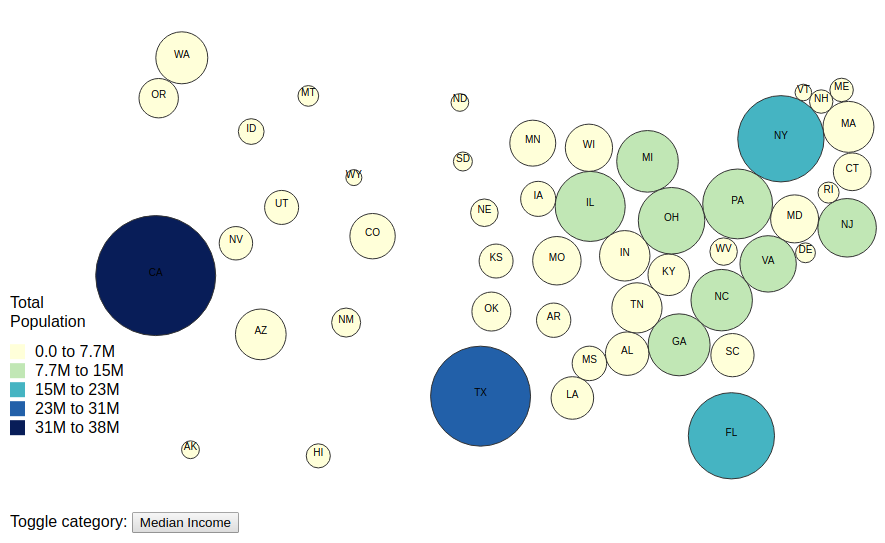 WA
OR
MT
ID
WY
UT
NV
CO
CA
AZ
NM
AK
HI
ND
SD
NE
KS
OK
TX
MN
IA
MO
AR
LA
WI
IL
MS
MI
OH
IN
KY
TN
AL
GA
NY
PA
WV
VA
NC
SC
FL
VT
NH
ME
MA
CT
RI
MD
DE
NJ
Total
Population
0.0 to 7.7M
7.7M to 15M
15M to 23M
23M to 31M
31M to 38M
Toggle category: Median Income